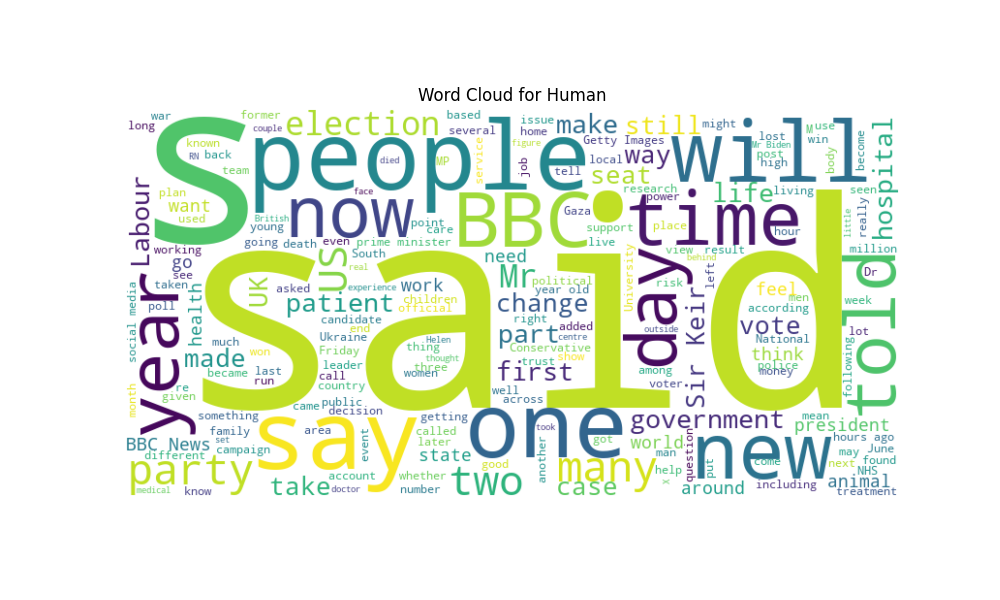 Word Cloud for Human
war
former
long
election
based
issue
make
still
might
M
use
known
couple
several
home
Getty Images
lost
win
S
people
will
RN
back
died
MP
service
figure
job
tell
local
way
Mr Biden
post
high
body
become
hospital
team
face
seat
research
power
life
living
seen
really
little
plan
want
used
now
BBC
Gaza
support
place
time
hour
Labour
British
young
point
care
live
working
going
death
even
prime minister
view
result
million
go
see
taken
US
South
real
need
University
risk
behind
left
Dr
told
social media
poll
health
UK
asked
experience
work
Mr
political
year old
day
Sir Keir
feel
men
according
week
year
patient
children
official
change
candidate
end
right
part
added
centre
vote
National
lot
following
much
won
Ukraine
Helen
thing
Conservative
outside
made
Friday
thought
trust
show
among
think
police
became
last
leader
three
first
women
voter
money
month
re
given
run
call
country
well
across
said
something
came
public
decision
getting
one
took
got
government
mean
president
family
area
say
BBC News
set
campaign
event
called
later
world
question
new
hours ago
June
different
state
good
another
many
man
put
come
may
found
party
whether
help
x
next
NHS
animal
medical
know
take
account
doctor
number
two
case
around
including
treatment